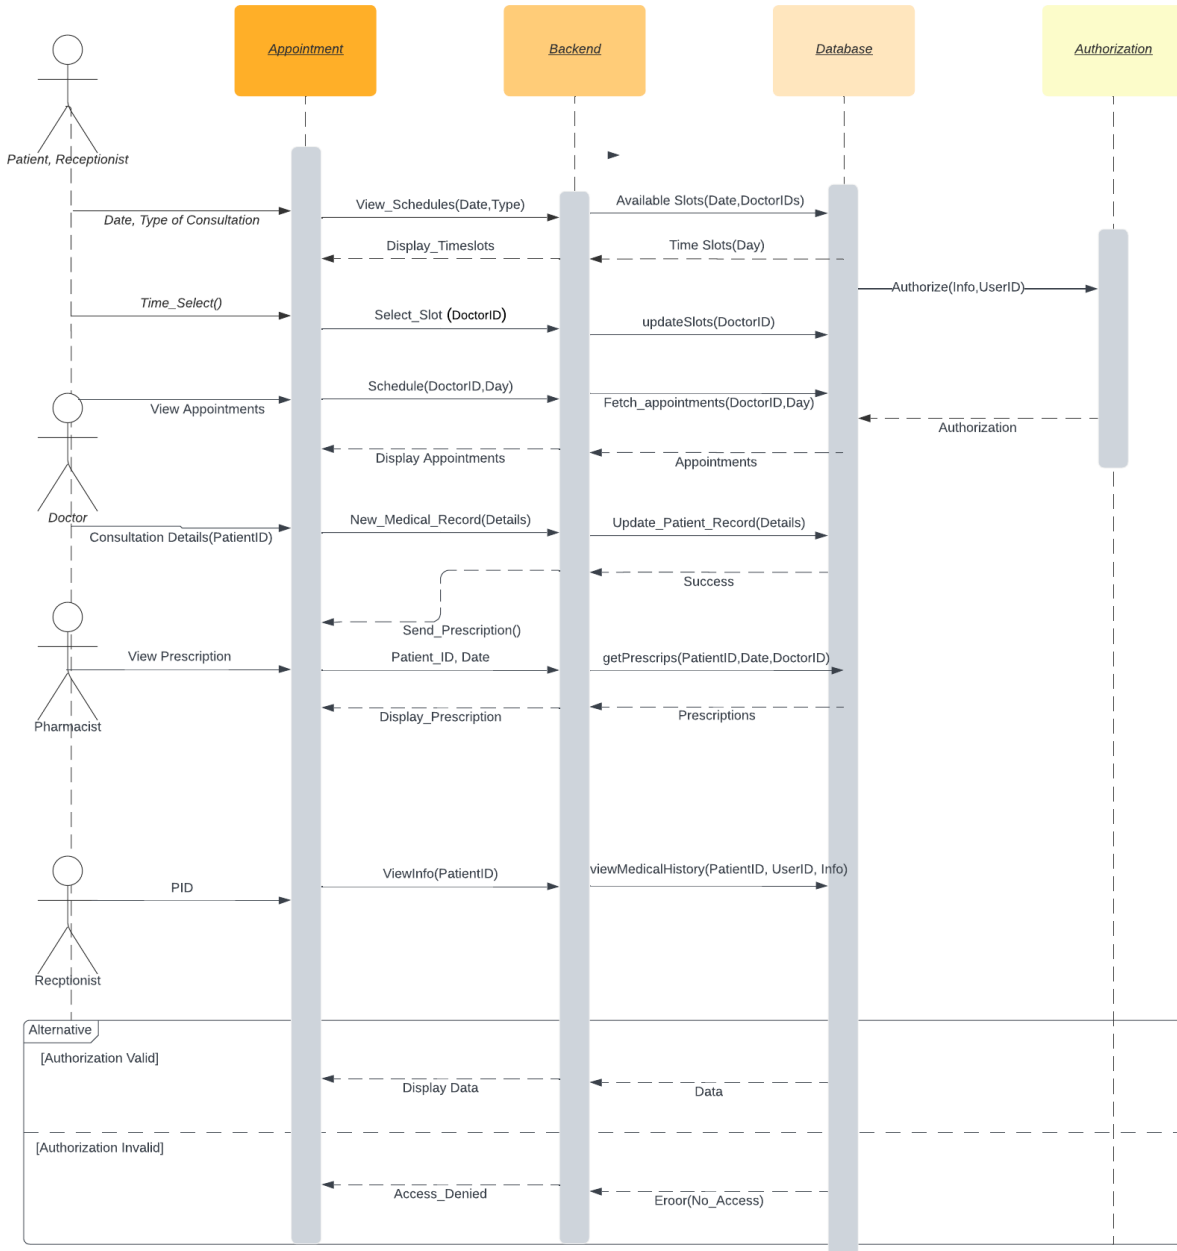 Appointment
Backend
Database
Authorization
Patient, Receptionist
Date, Type of Consultation
View_Schedules(Date,Type)
Available Slots(Date,DoctorIDs)
Display_Timeslots
Time Slots(Day)
Authorize(Info,UserID)
Time_Select()
Select_Slot (DoctorID)
updateSlots(DoctorID)
View Appointments
Schedule(DoctorID,Day)
Fetch_appointments(DoctorID,Day)
Authorization
Display Appointments
Appointments
Doctor
Consultation Details(PatientID)
New_Medical_Record(Details)
Update_Patient_Record(Details)
Success
Send_Prescription()
View Prescription
Patient_ID, Date
getPrescrips(PatientID,Date,DoctorID)
Display_Prescription
Prescriptions
Pharmacist
PID
ViewInfo(PatientID)
viewMedicalHistory(PatientID, UserID, Info)
Recptionist
Alternative
[Authorization Valid]
Display Data
Data
[Authorization Invalid]
Access_Denied
Eroor(No_Access)